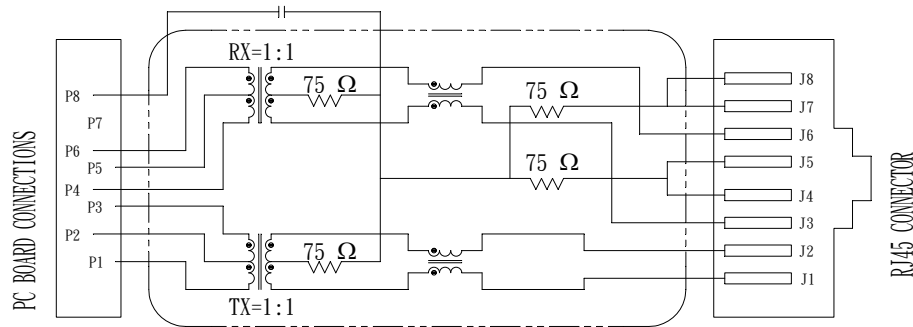 RX=1:1
75 Ω
75 Ω
75 Ω
75 Ω
TX=1:1
PC BOARD CONNECTIONS
P8
P7
P6
P5
P4
P3
P2
P1
J8
J7
J6
J5
J4
J3
J2
J1
RJ45 CONNECTOR